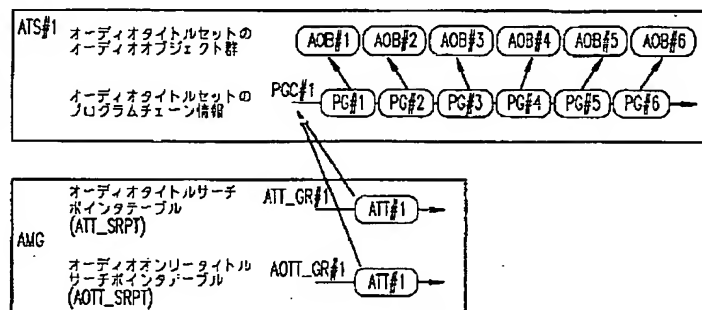 ATS#1
オーディオタイトルセットの
オーディオオブジェクト群
AOB#1 AOB#2 AOB#3 AOB#4 AOB#5 AOB#6
オーディオタイトルセットの
プログラムチェーン情報
PGC#1
PG#1 PG#2 PG#3 PG#4 PG#5 PG#6
AMG
オーディオタイトルサーチ
ポインタテーブル
(ATT_SRPT)
ATT_GR#1
ATT#1
オーディオオンリータイトル
サーチポインタテーブル
(AOTT_SRPT)
AOTT_GR#1
ATT#1